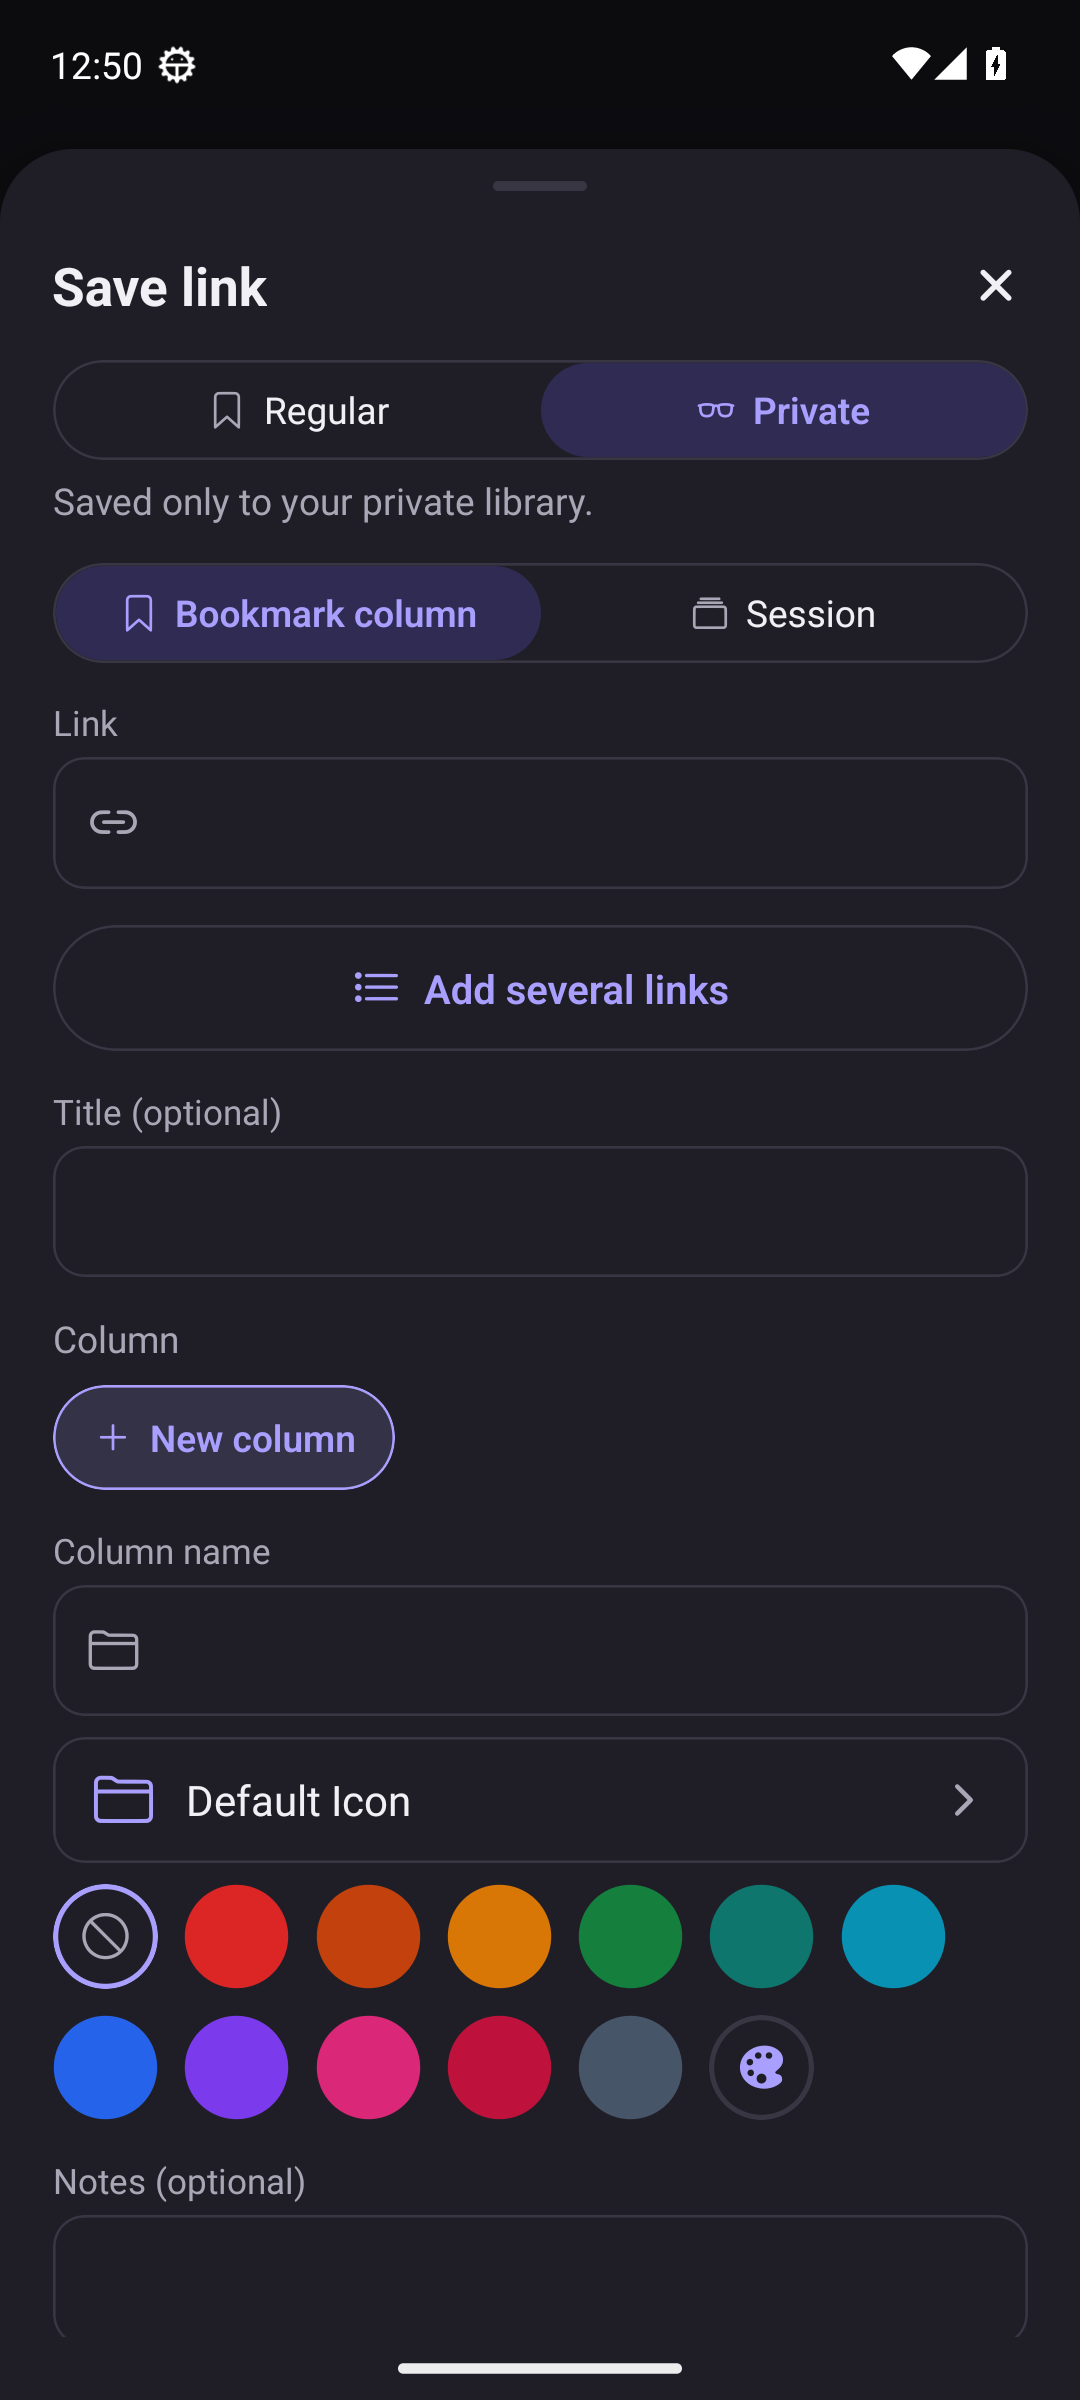 12:50
Save link
Regular
Private
Saved only to your private library.
Bookmark column
Session
Link
Add several links
Title (optional)
Column
New column
Column name
Default Icon
Notes (optional)